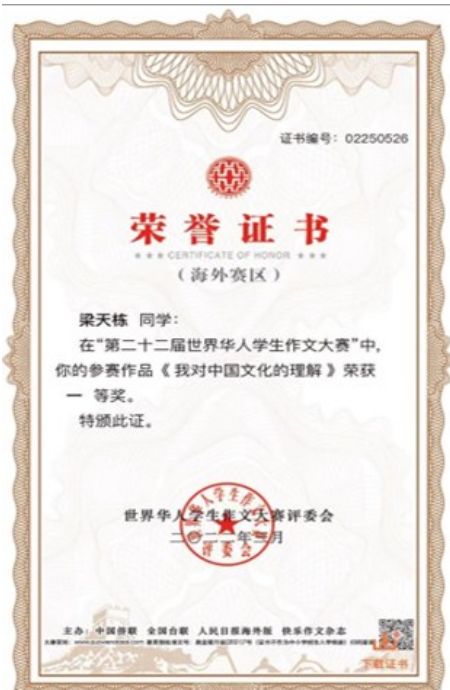 证书编号：02250526
荣誉证书
★★★ CERTIFICATE OF HONOR ★★★
（海外赛区）
梁天栋 同学：
在“第二十二届世界华人学生作文大赛”中，
你的参赛作品《 我对中国文化的理解 》荣获
一 等奖。
特颁此证。
世界华人学生作文大赛评委会
主办：中国侨联 全国台联 人民日报海外版 快乐作文杂志
下载证书